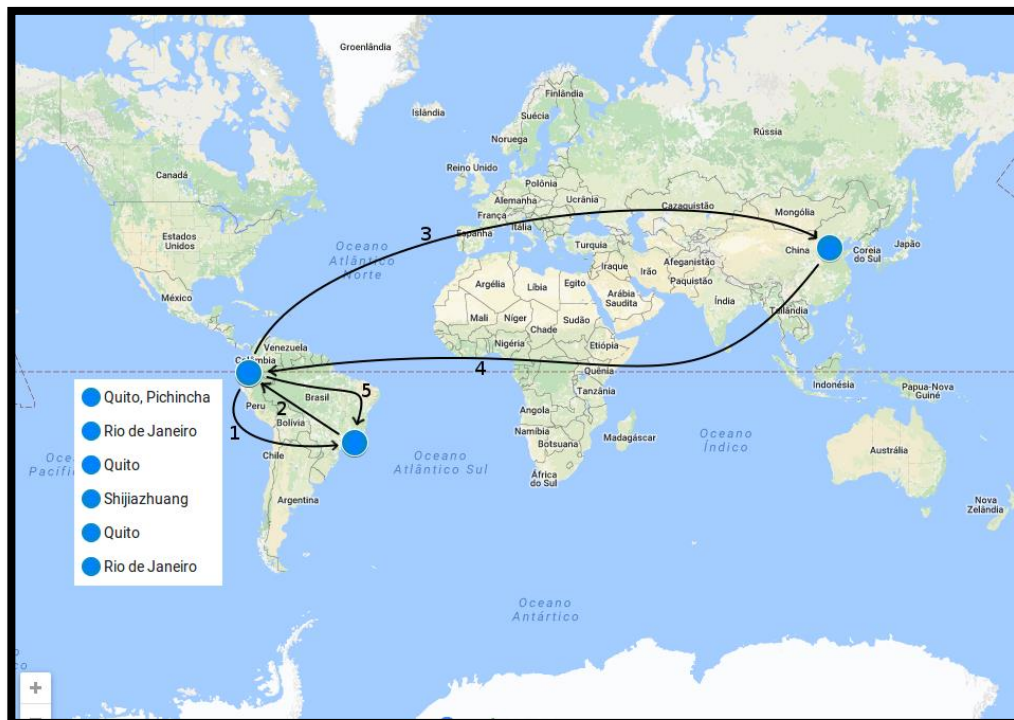 Groenlândia
Islândia
Finlândia
Suécia
Noruega
Rússia
Canadá
Reino Unido
Polônia
Alemanha
Ucrânia
França
Cazaquistão
Mongólia
Itália
Espanha
Estados
Unidos
Oceano
Atlântico
Norte
3
Turquia
China
Coreia
do Sul
Japão
Iraque
Irã
Afeganistão
Paquistão
Argélia
Líbia
Egito
Arábia
Saudita
Índia
México
Mali
Níger
Sudão
Chade
Tailândia
Venezuela
Nigéria
Etiópia
Colômbia
4
Quênia
Indonésia
Papua-Nova
Guiné
Tanzânia
5
Brasil
Peru
2
1
Bolívia
Angola
Namíbia
Botsuana
Madagáscar
Oceano
Índico
Chile
Oceano
Atlântico Sul
África
do Sul
Austrália
Argentina
Nova
Zelândia
Quito, Pichincha
Rio de Janeiro
Quito
Shijiazhuang
Quito
Rio de Janeiro
Oceano
Antártico
+